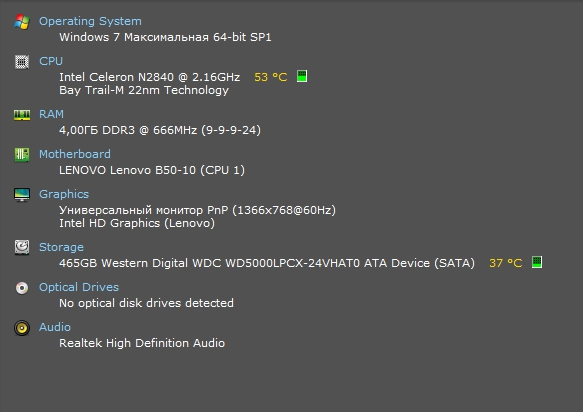 Operating System
Windows 7 Максимальная 64-bit SP1
CPU
Intel Celeron N2840 @ 2.16GHz 53 °C
Bay Trail-M 22nm Technology
RAM
4,00ГБ DDR3 @ 666MHz (9-9-9-24)
Motherboard
LENOVO Lenovo B50-10 (CPU 1)
Graphics
Универсальный монитор PnP (1366x768@60Hz)
Intel HD Graphics (Lenovo)
Storage
465GB Western Digital WDC WD5000LPCX-24VHAT0 ATA Device (SATA) 37 °C
Optical Drives
No optical disk drives detected
Audio
Realtek High Definition Audio